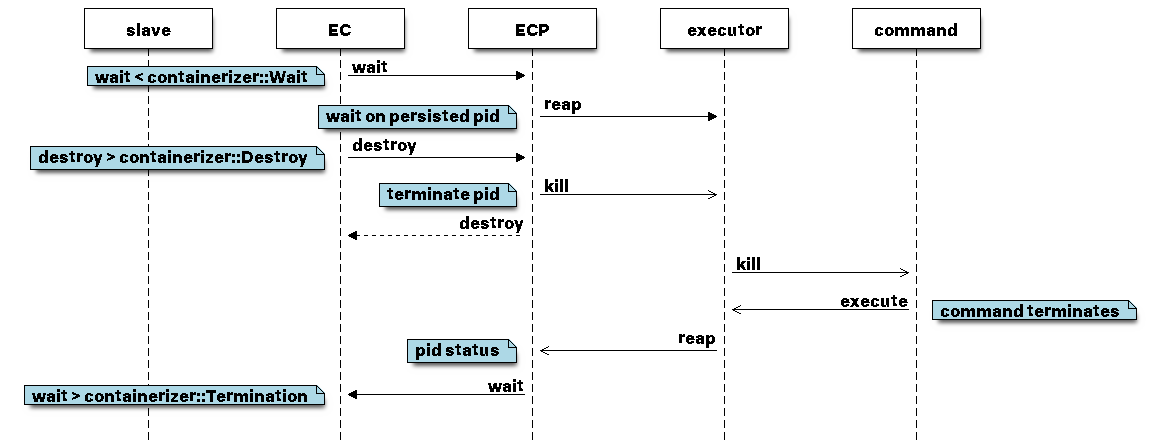 slave
EC
ECP
executor
command
wait < containerizer::Wait
wait
wait on persisted pid
reap
destroy > containerizer::Destroy
destroy
terminate pid
kill
destroy
kill
execute
command terminates
pid status
reap
wait > containerizer::Termination
wait